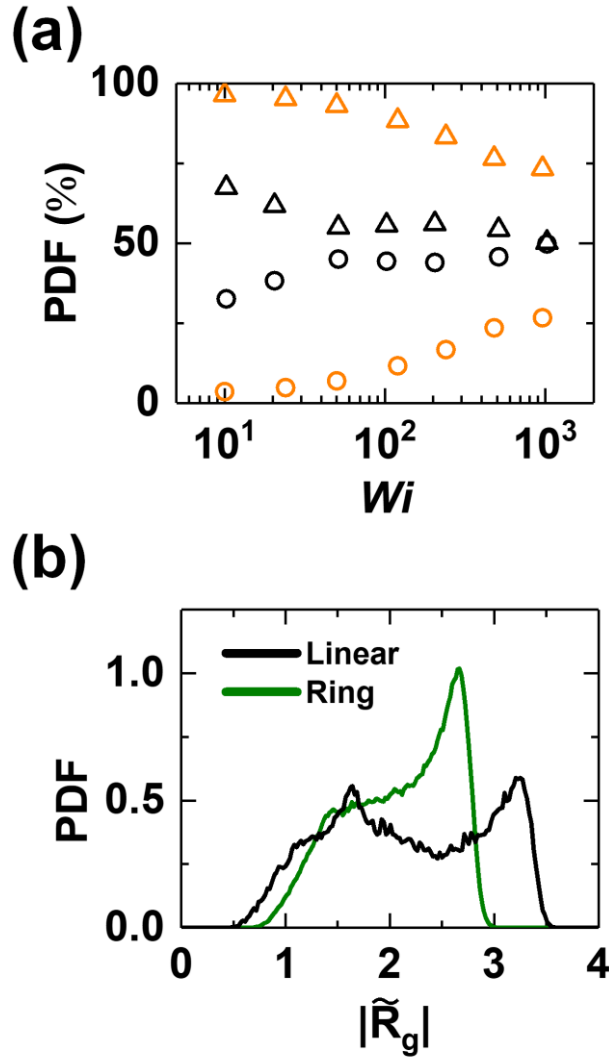 (a)
PDF (%)
100
50
0
10¹ 10² 10³
Wi
(b)
PDF
1.0
0.5
0.0
Linear
Ring
0 1 2 3 4
|R̃g|